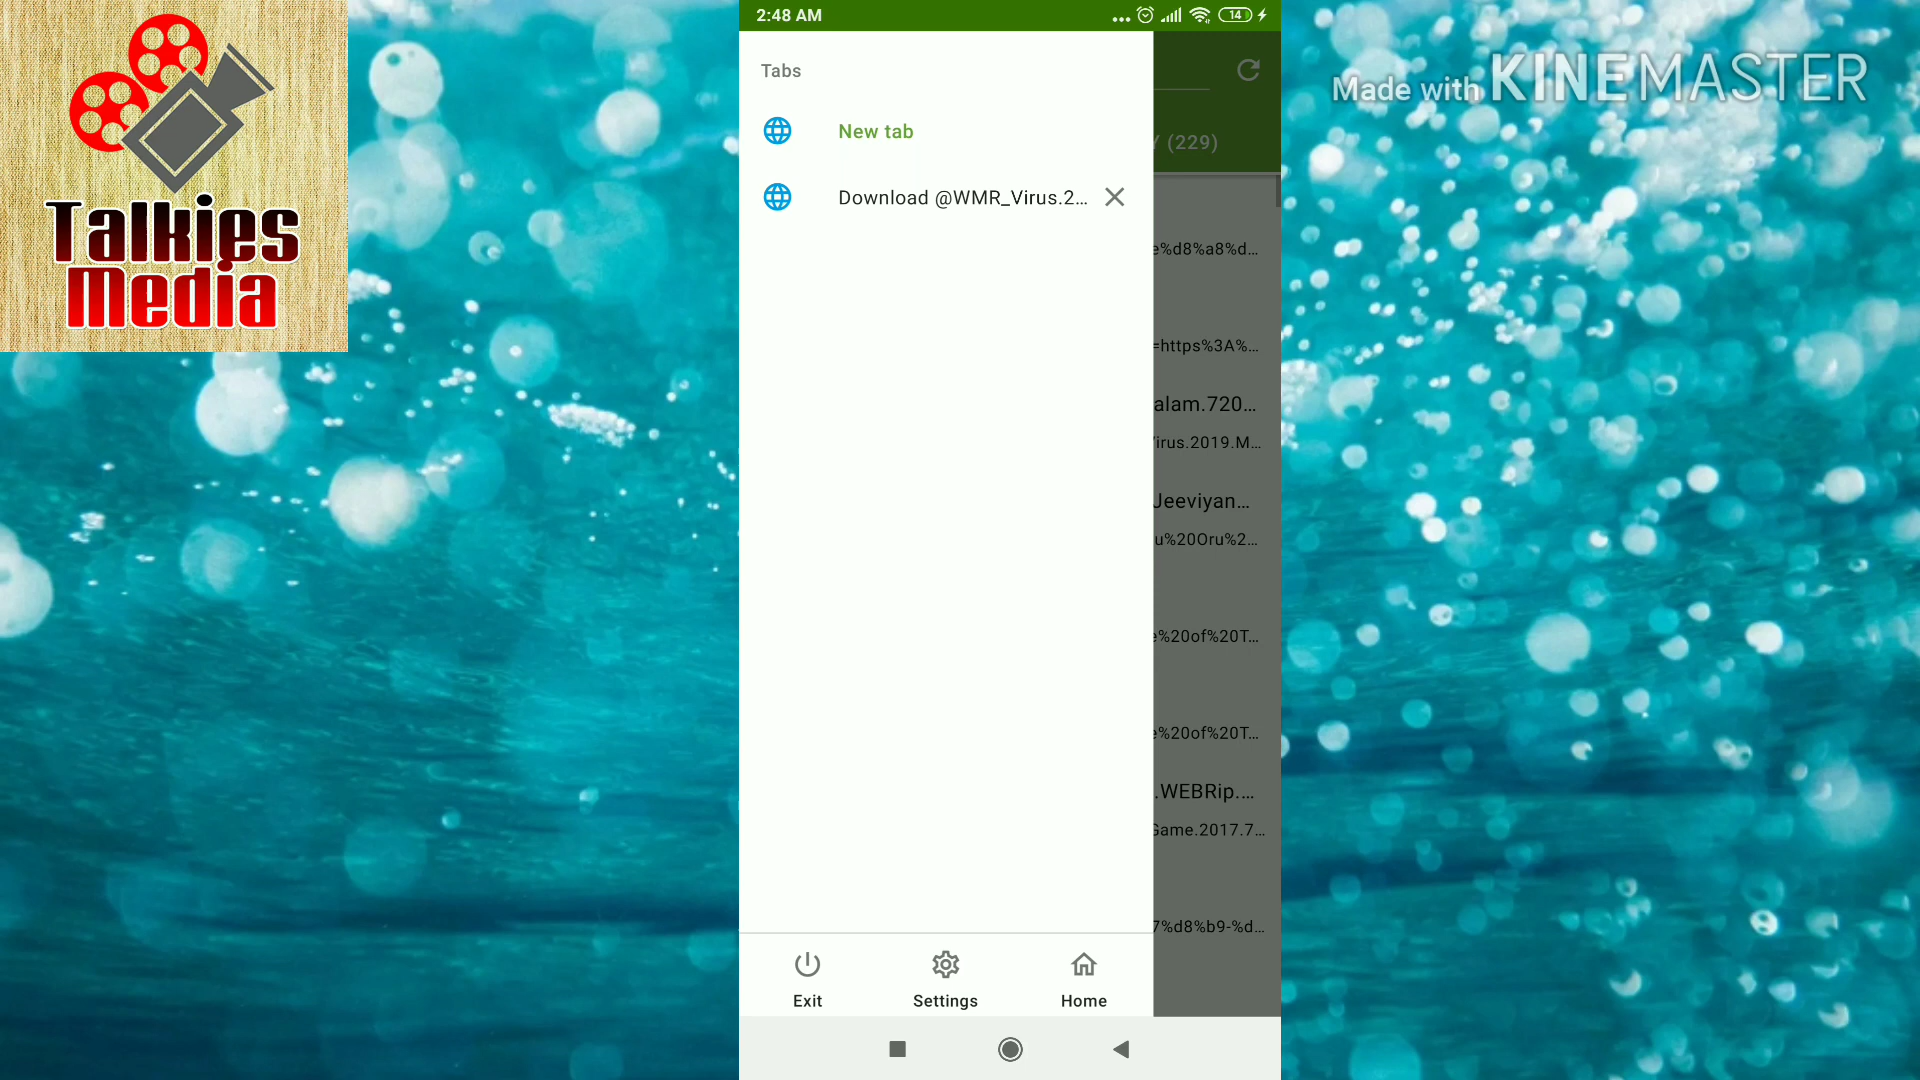 Talkies
Media
2:48 AM
14
Tabs
New tab
Download @WMR_Virus.2...
Exit
Settings
Home
Y (229)
e%d8%a8%d...
=https%3A%...
alam.720...
irus.2019.M...
Jeeviyan...
u%20Oru%2...
e%20of%20T...
e%20of%20T...
.WEBRip....
Game.2017.7...
7%d8%b9-%d...
Made with KINEMASTER